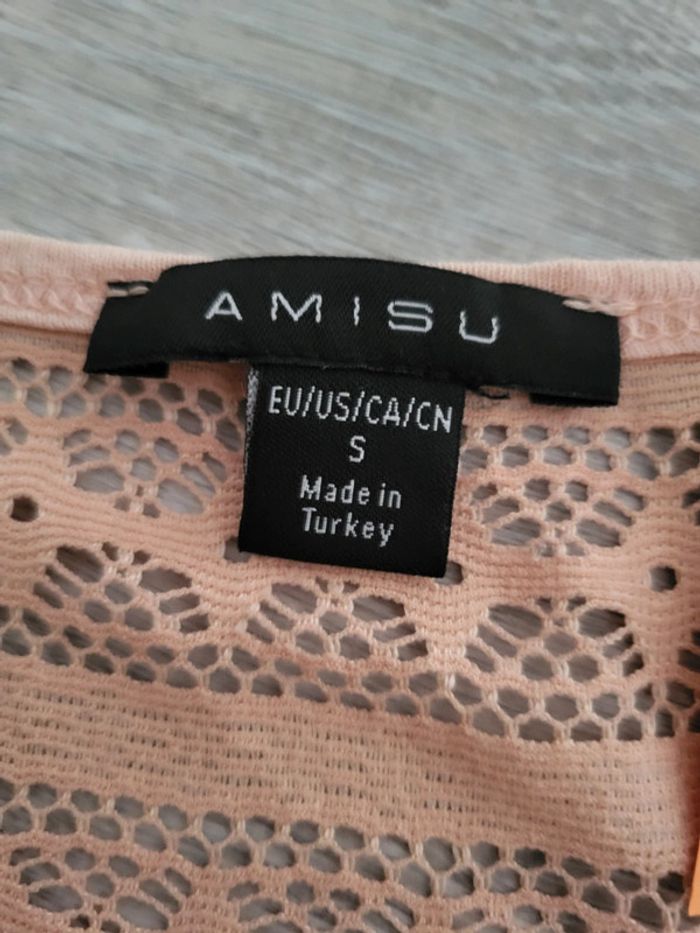 AMISU
EU/US/CA/CN
S
Made in
Turkey